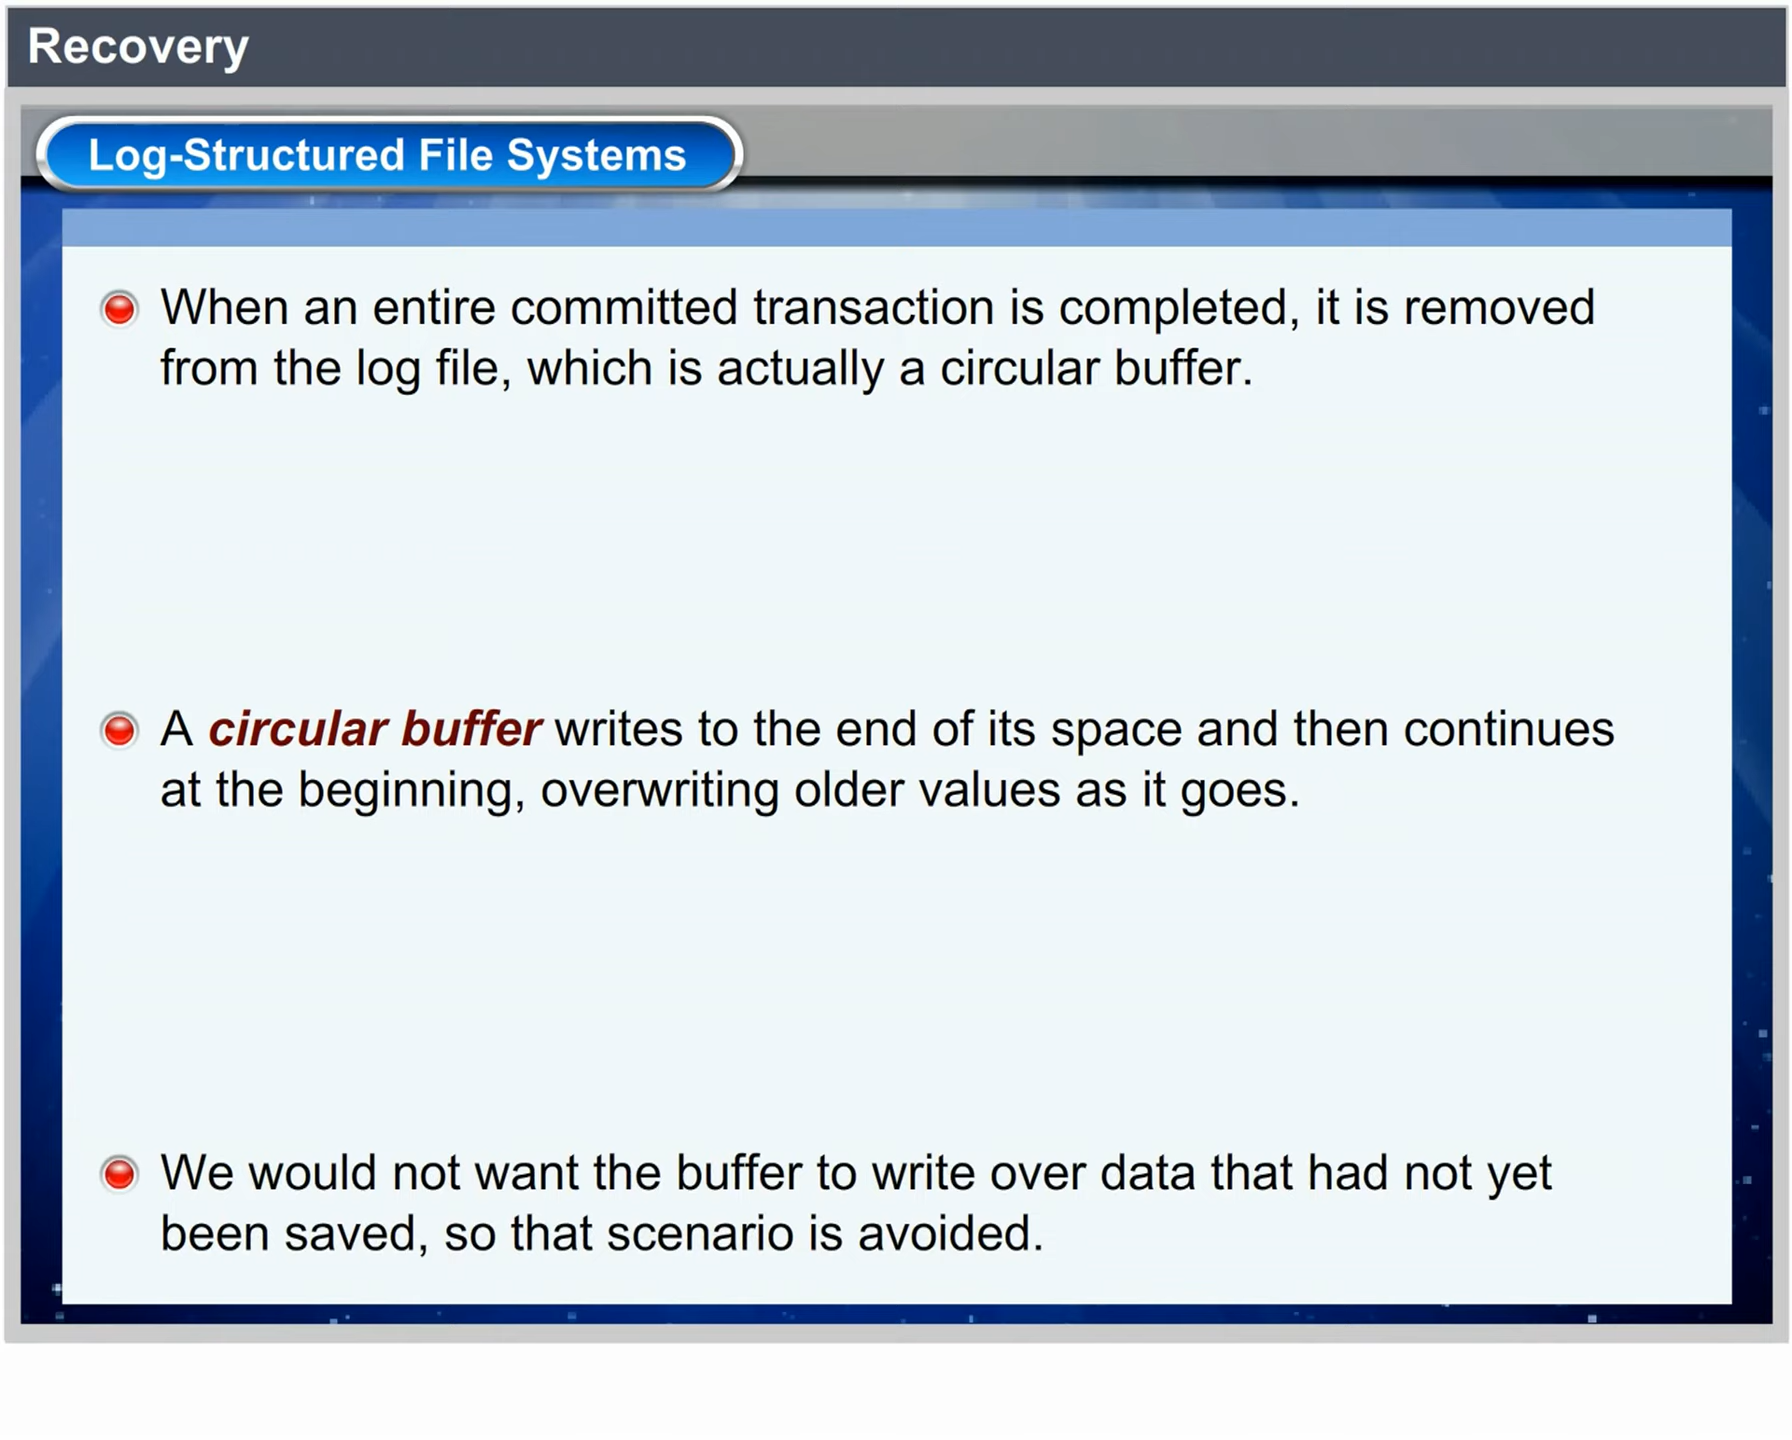 Recovery
Log-Structured File Systems
When an entire committed transaction is completed, it is removed
from the log file, which is actually a circular buffer.
A circular buffer writes to the end of its space and then continues
at the beginning, overwriting older values as it goes.
We would not want the buffer to write over data that had not yet
been saved, so that scenario is avoided.